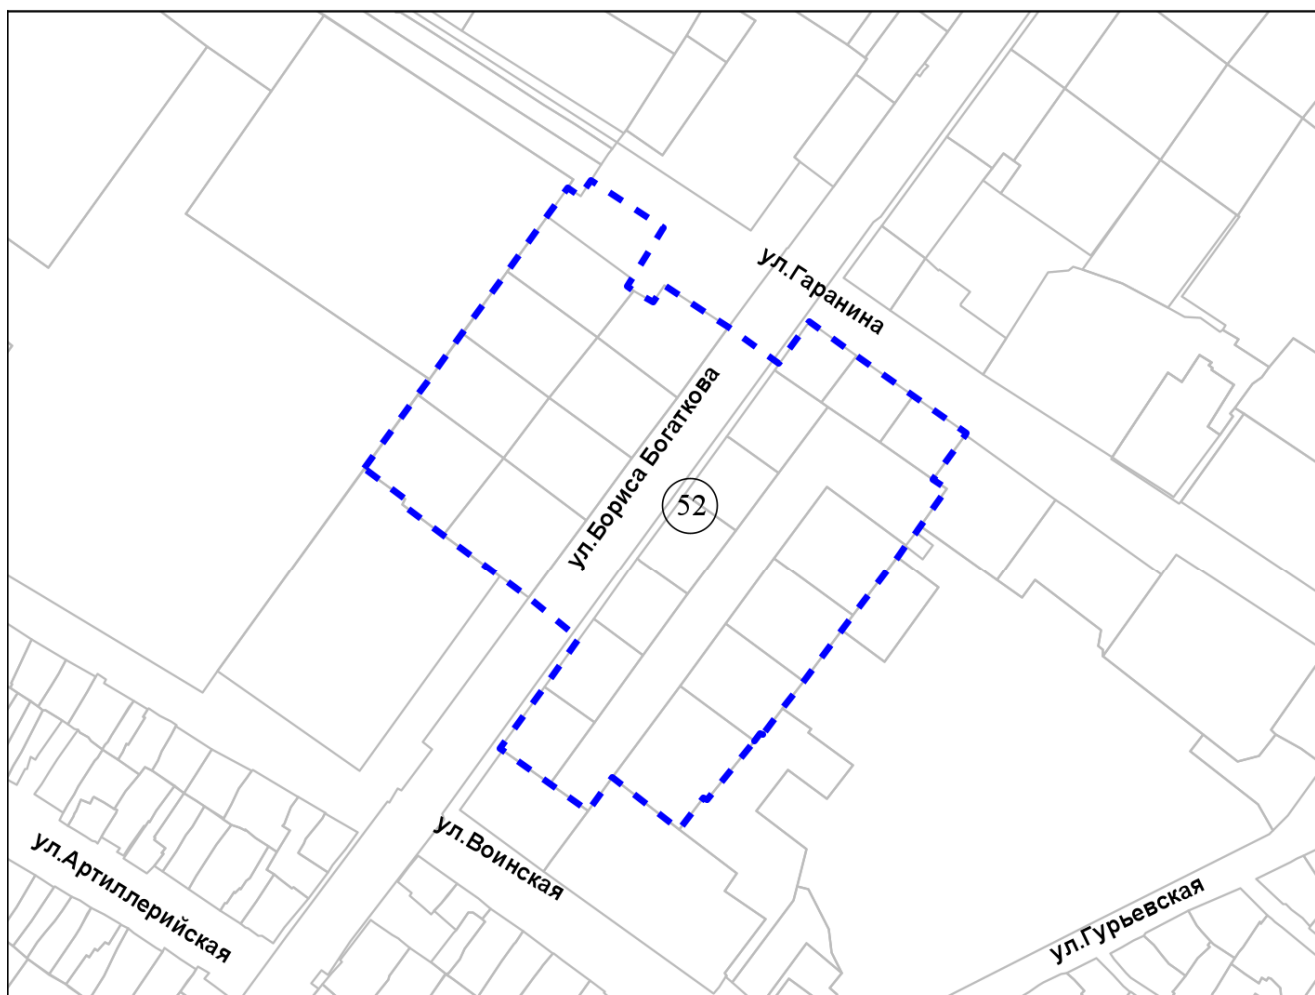 ул.Гаранина
ул.Бориса Богаткова
52
ул.Воинская
ул.Артиллерийская
ул.Гурьевская